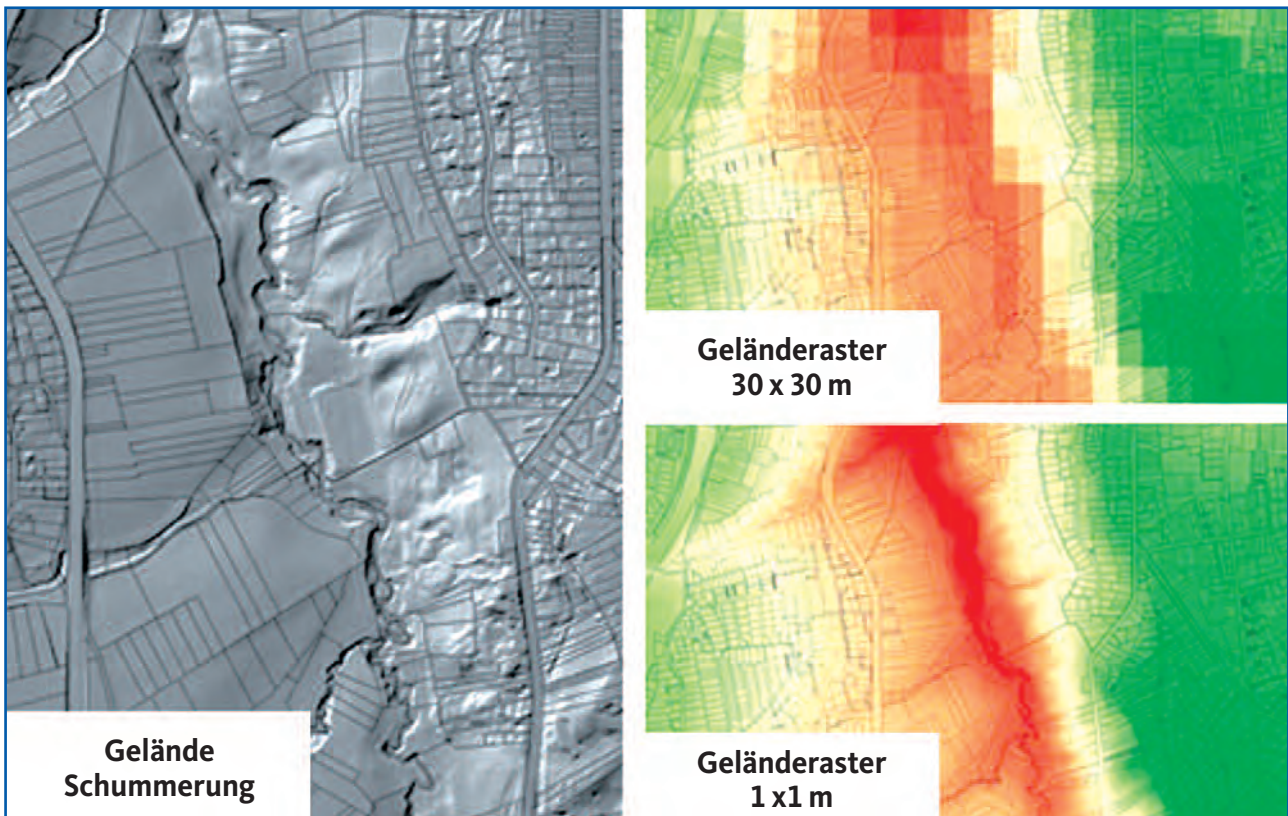 Gelände
Schummerung
Geländeraster
30 x 30 m
Geländeraster
1 x1 m